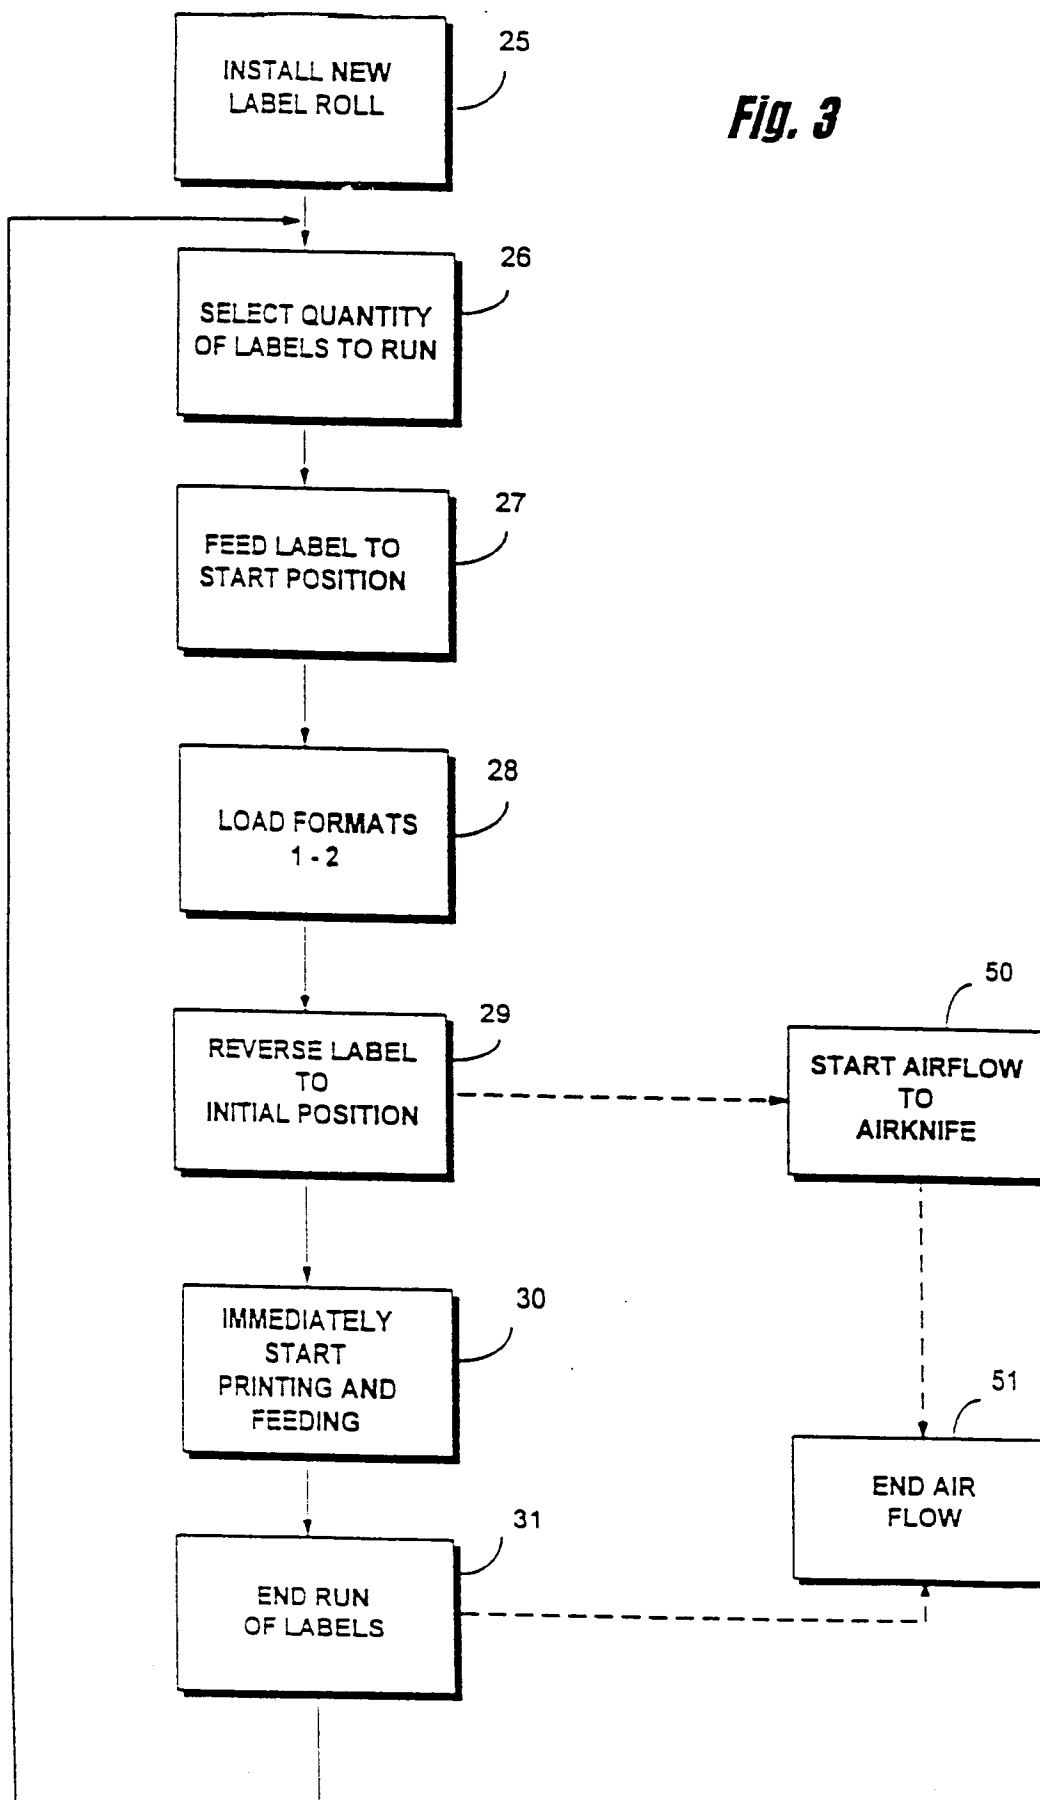 25
INSTALL NEW
LABEL ROLL
Fig. 3
26
SELECT QUANTITY
OF LABELS TO RUN
27
FEED LABEL TO
START POSITION
28
LOAD FORMATS
1 - 2
29
REVERSE LABEL
TO
INITIAL POSITION
50
START AIRFLOW
TO
AIRKNIFE
30
IMMEDIATELY
START
PRINTING AND
FEEDING
51
END AIR
FLOW
31
END RUN
OF LABELS